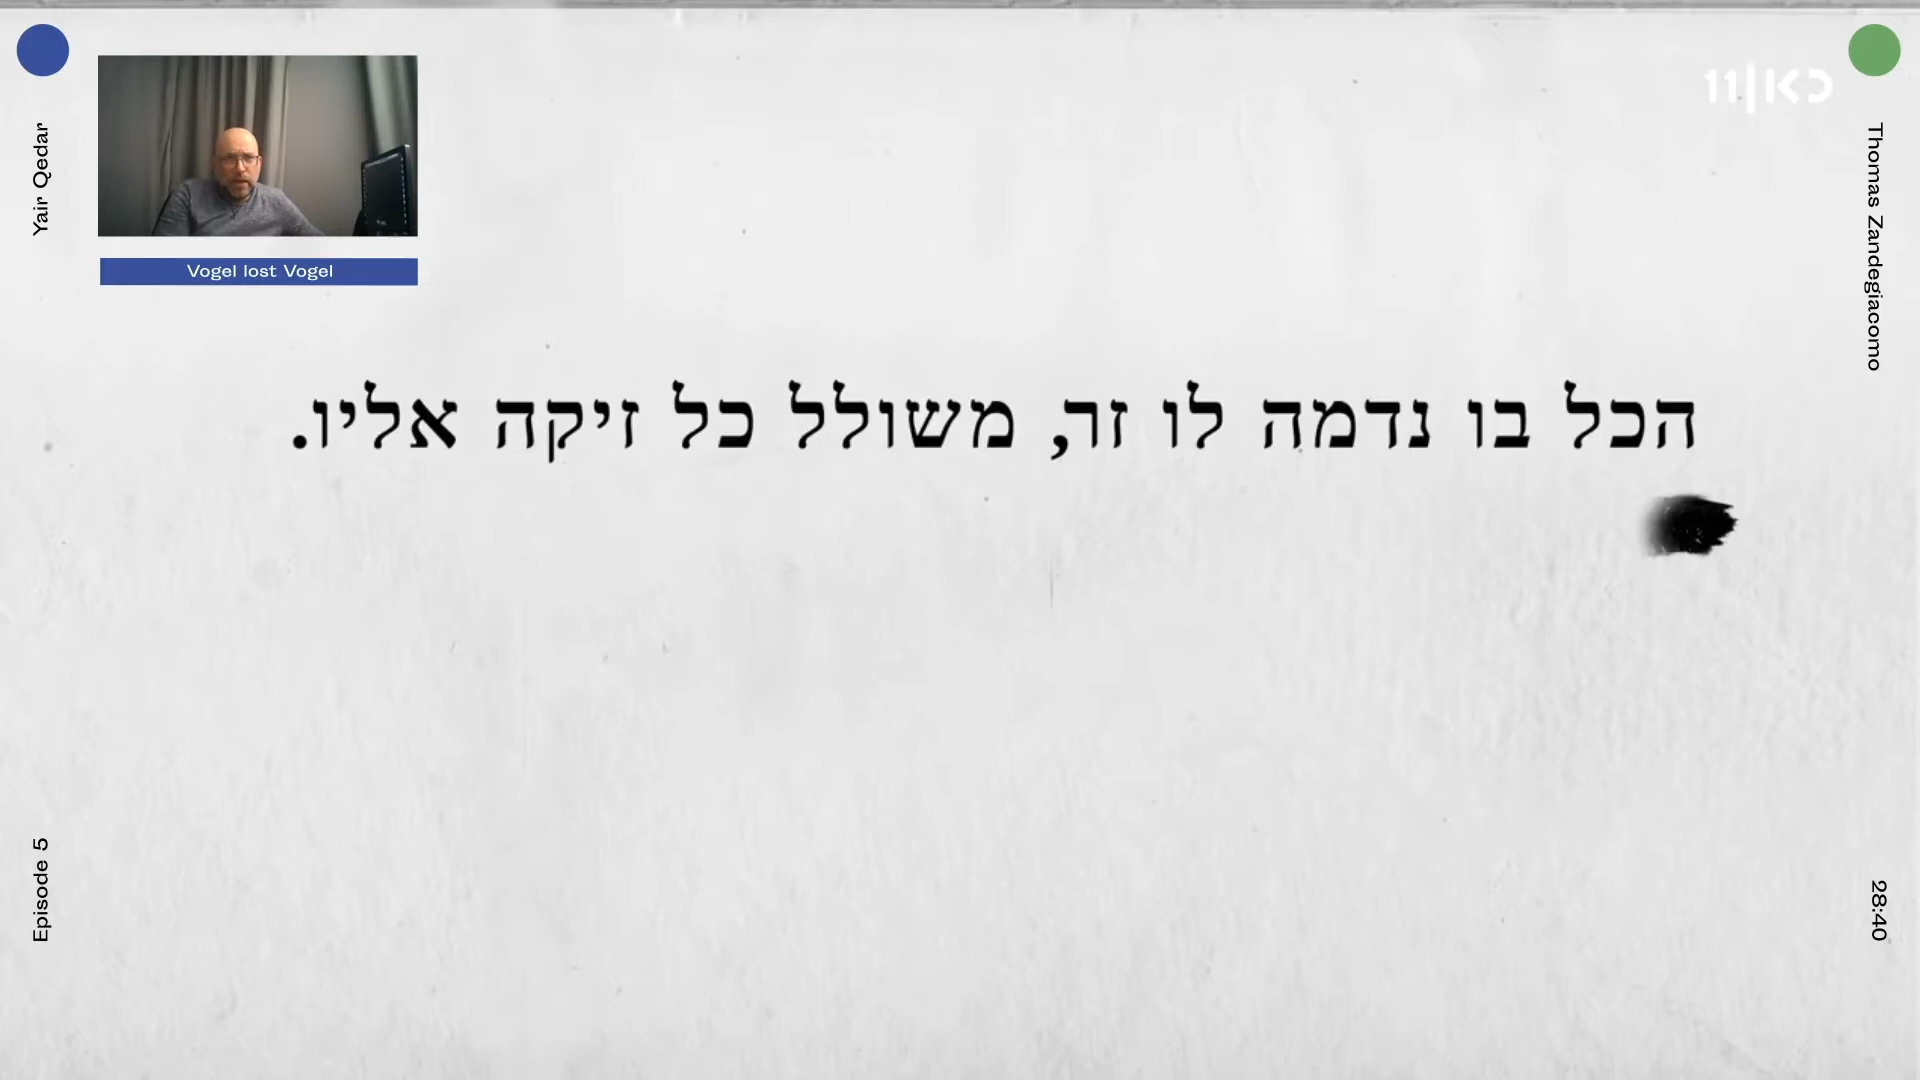 Yair Qedar
Vogel lost Vogel
כאן 11
Thomas Zandegiacomo
הכל בו נדמה לו זר, משולל כל זיקה אליו.
Episode 5
28:40